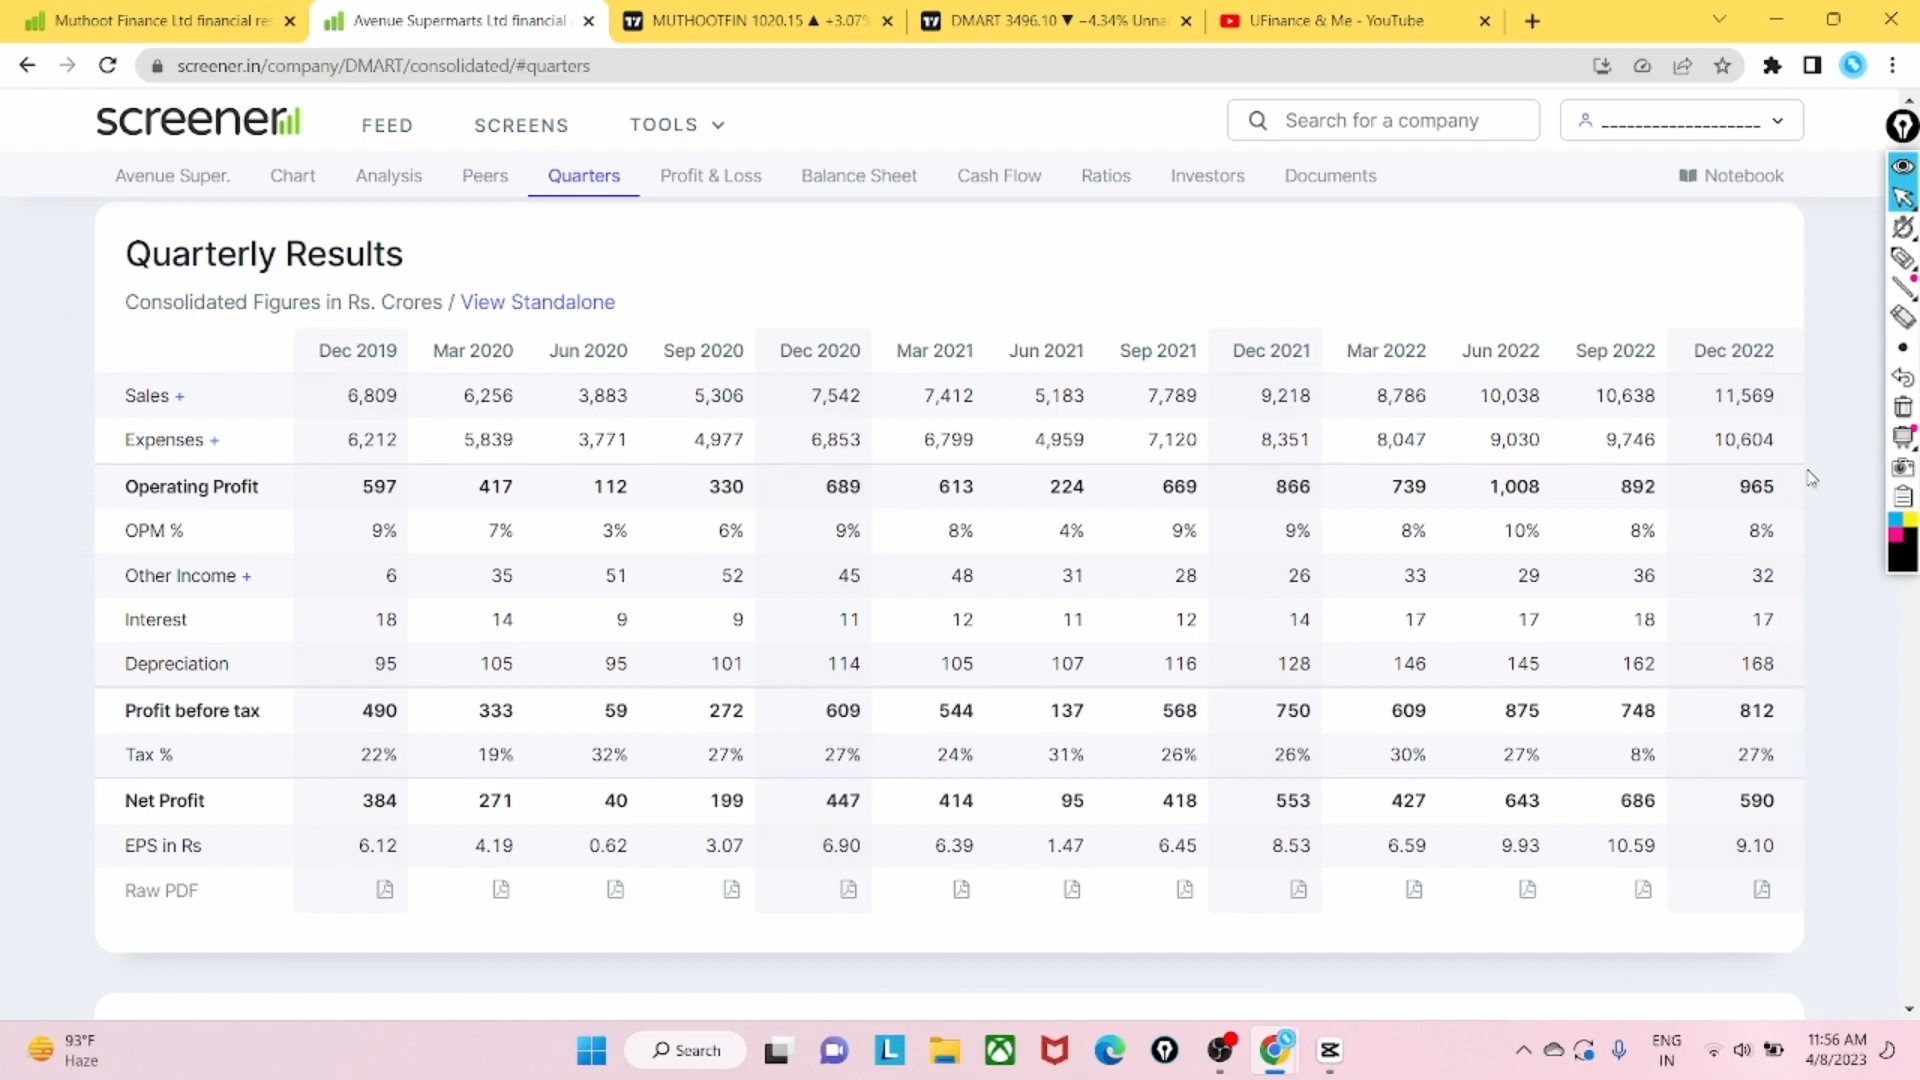 Muthoot Finance Ltd financial re
Avenue Supermarts Ltd financial
MUTHOOTFIN 1020.15 ▲ +3.07%
DMART 3496.10 ▼ −4.34% Unna
UFinance & Me - YouTube
screener.in/company/DMART/consolidated/#quarters
screener FEED SCREENS TOOLS Search for a company
Avenue Super. Chart Analysis Peers Quarters Profit & Loss Balance Sheet Cash Flow Ratios Investors Documents Notebook
Quarterly Results
Consolidated Figures in Rs. Crores / View Standalone
Dec 2019 Mar 2020 Jun 2020 Sep 2020 Dec 2020 Mar 2021 Jun 2021 Sep 2021 Dec 2021 Mar 2022 Jun 2022 Sep 2022 Dec 2022
Sales + 6,809 6,256 3,883 5,306 7,542 7,412 5,183 7,789 9,218 8,786 10,038 10,638 11,569
Expenses + 6,212 5,839 3,771 4,977 6,853 6,799 4,959 7,120 8,351 8,047 9,030 9,746 10,604
Operating Profit 597 417 112 330 689 613 224 669 866 739 1,008 892 965
OPM % 9% 7% 3% 6% 9% 8% 4% 9% 9% 8% 10% 8% 8%
Other Income + 6 35 51 52 45 48 31 28 26 33 29 36 32
Interest 18 14 9 9 11 12 11 12 14 17 17 18 17
Depreciation 95 105 95 101 114 105 107 116 128 146 145 162 168
Profit before tax 490 333 59 272 609 544 137 568 750 609 875 748 812
Tax % 22% 19% 32% 27% 27% 24% 31% 26% 26% 30% 27% 8% 27%
Net Profit 384 271 40 199 447 414 95 418 553 427 643 686 590
EPS in Rs 6.12 4.19 0.62 3.07 6.90 6.39 1.47 6.45 8.53 6.59 9.93 10.59 9.10
Raw PDF
93°F
Haze
Search
ENG
IN
11:56 AM
4/8/2023